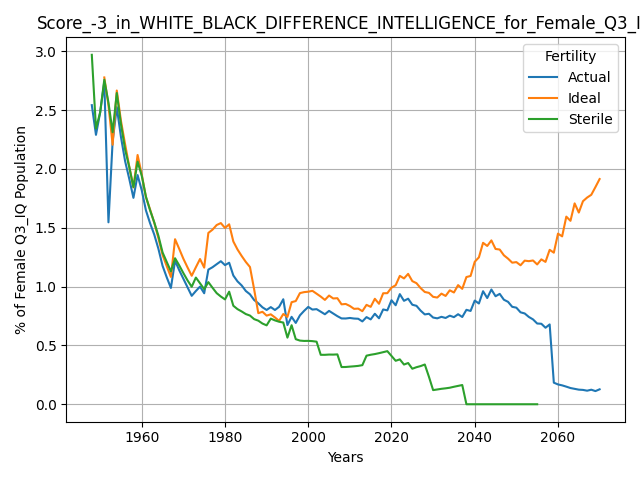 Score_-3_in_WHITE_BLACK_DIFFERENCE_INTELLIGENCE_for_Female_Q3_I
Fertility
Actual
Ideal
Sterile
% of Female Q3_IQ Population
3.0
2.5
2.0
1.5
1.0
0.5
0.0
1960 1980 2000 2020 2040 2060
Years